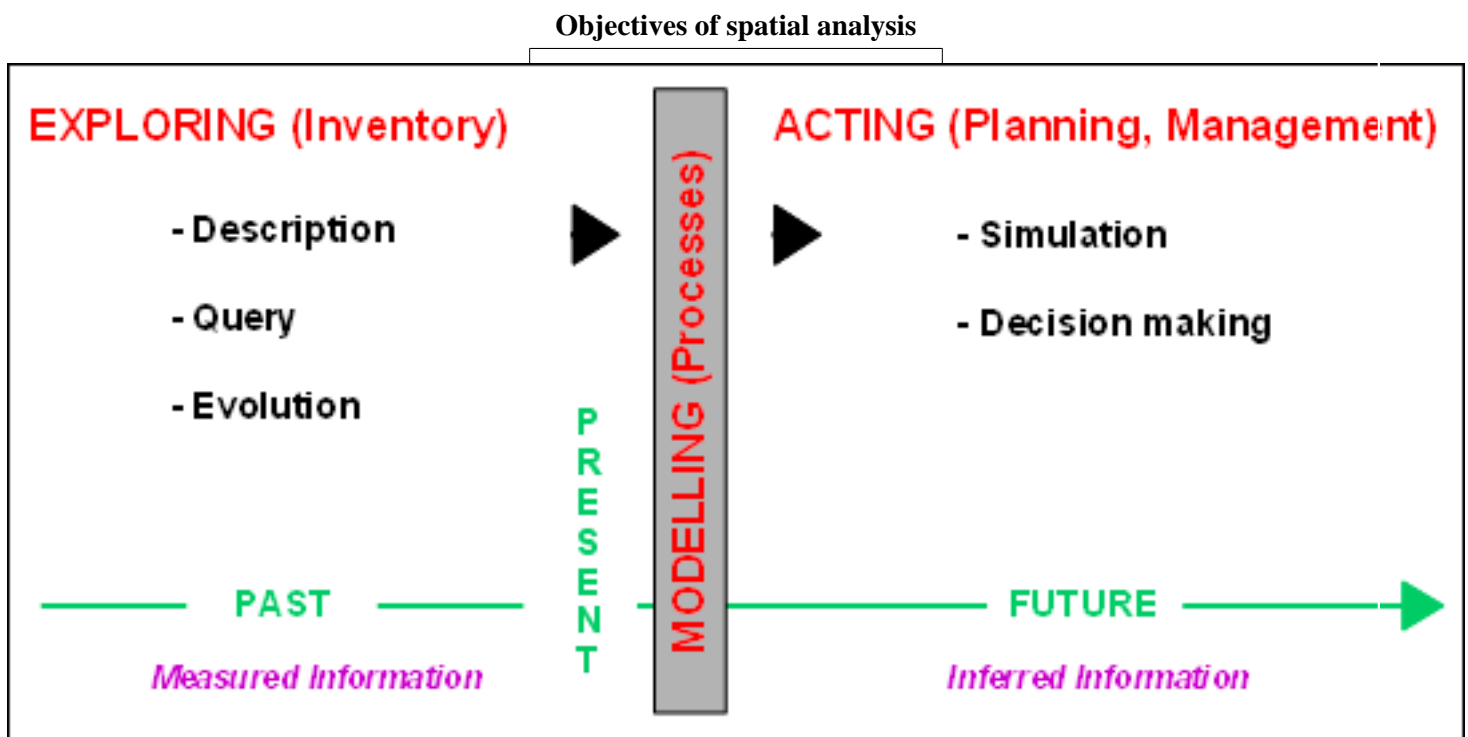 Objectives of spatial analysis
EXPLORING (Inventory)
- Description
- Query
- Evolution
PRESENT
PAST
Measured Information
MODELLING (Processes)
ACTING (Planning, Management)
- Simulation
- Decision making
FUTURE
Inferred Information